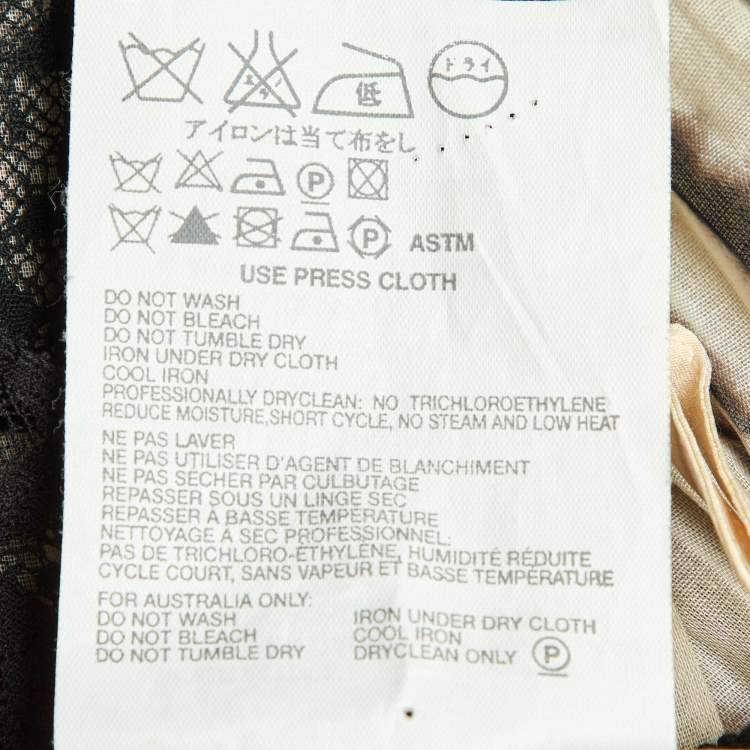 エンソ
低
ドライ
アイロンは当て布をし
P
P ASTM
USE PRESS CLOTH
DO NOT WASH
DO NOT BLEACH
DO NOT TUMBLE DRY
IRON UNDER DRY CLOTH
COOL IRON
PROFESSIONALLY DRYCLEAN: NO TRICHLOROETHYLENE
REDUCE MOISTURE,SHORT CYCLE, NO STEAM AND LOW HEAT
NE PAS LAVER
NE PAS UTILISER D'AGENT DE BLANCHIMENT
NE PAS SÉCHER PAR CULBUTAGE
REPASSER SOUS UN LINGE SEC
REPASSER À BASSE TEMPÉRATURE
NETTOYAGE À SEC PROFESSIONNEL:
PAS DE TRICHLORO-ÉTHYLÈNE, HUMIDITÉ RÉDUITE
CYCLE COURT, SANS VAPEUR ET BASSE TEMPÉRATURE
FOR AUSTRALIA ONLY:
DO NOT WASH IRON UNDER DRY CLOTH
DO NOT BLEACH COOL IRON
DO NOT TUMBLE DRY DRYCLEAN ONLY P